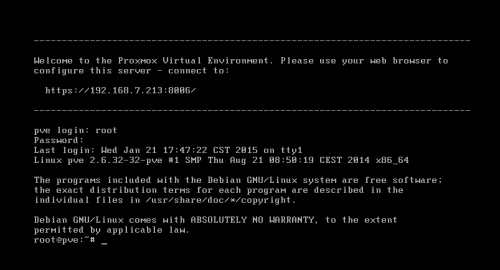 --------------------------------------------------------------------------------
Welcome to the Proxmox Virtual Environment. Please use your web browser to
configure this server - connect to:
https://192.168.7.213:8006/
--------------------------------------------------------------------------------
pve login: root
Password:
Last login: Wed Jan 21 17:47:22 CST 2015 on tty1
Linux pve 2.6.32-32-pve #1 SMP Thu Aug 21 08:50:19 CEST 2014 x86_64
The programs included with the Debian GNU/Linux system are free software;
the exact distribution terms for each program are described in the
individual files in /usr/share/doc/*/copyright.
Debian GNU/Linux comes with ABSOLUTELY NO WARRANTY, to the extent
permitted by applicable law.
root@pve:~# _